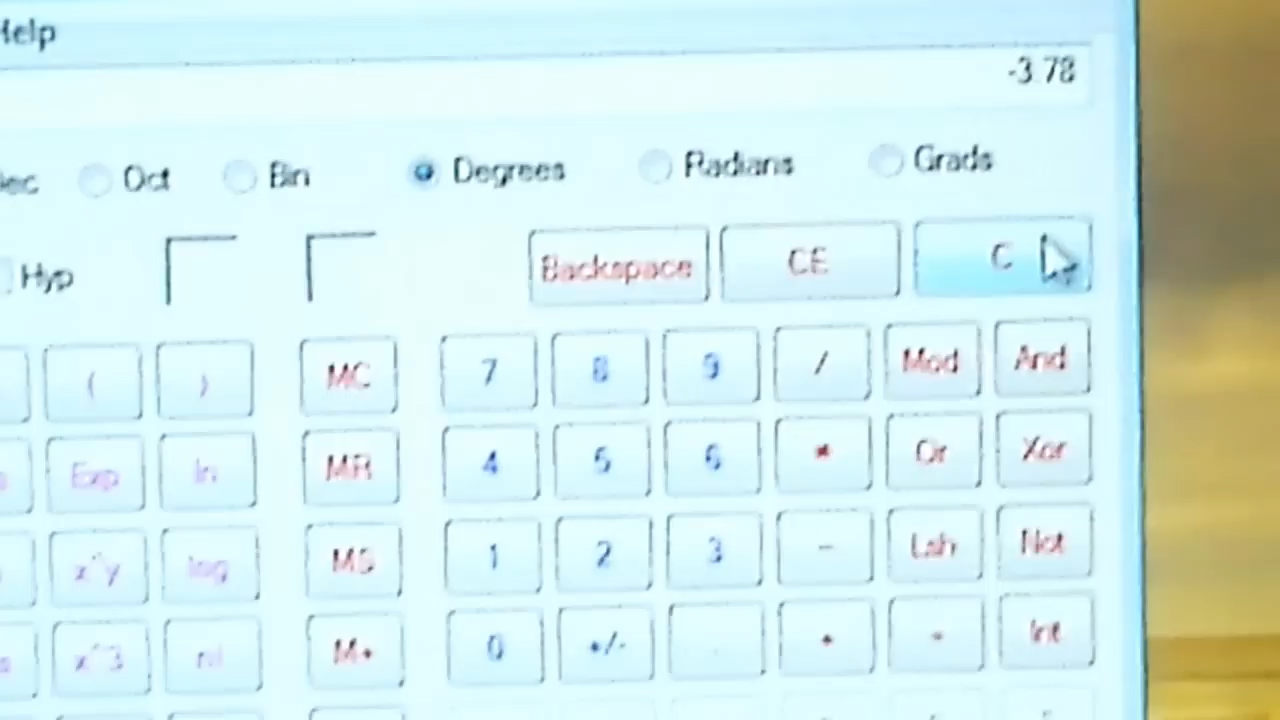 Help
-3.78
Oct Bin Degrees Radians Grads
Hyp
Backspace CE C
( ) MC 7 8 9 / Mod And
Exp ln MR 4 5 6 * Or Xor
x^y log MS 1 2 3 - Lsh Not
x^3 n! M+ 0 +/- . + = Int